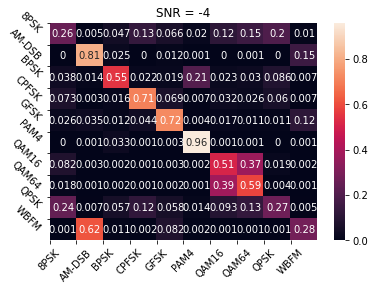 SNR = -4
8PSK 0.26 0.005 0.047 0.13 0.066 0.02 0.12 0.15 0.2 0.01
AM-DSB 0 0.81 0.025 0 0.012 0.001 0 0.001 0 0.15
BPSK 0.038 0.014 0.55 0.022 0.019 0.21 0.023 0.03 0.086 0.007
CPFSK 0.073 0.003 0.016 0.71 0.069 0.007 0.032 0.026 0.06 0.007
GFSK 0.026 0.035 0.012 0.044 0.72 0.004 0.017 0.011 0.011 0.12
PAM4 0 0.001 0.033 0.001 0 0.96 0.001 0.001 0 0.001
QAM16 0.082 0.003 0.002 0.001 0.003 0.002 0.51 0.37 0.019 0.002
QAM64 0.018 0.001 0.002 0.001 0.001 0.002 0.39 0.59 0.004 0.001
QPSK 0.24 0.007 0.057 0.12 0.058 0.014 0.093 0.13 0.27 0.005
WBFM 0.001 0.62 0.011 0.002 0.082 0.002 0.001 0.001 0.001 0.28
8PSK AM-DSB BPSK CPFSK GFSK PAM4 QAM16 QAM64 QPSK WBFM
0.8
0.6
0.4
0.2
0.0